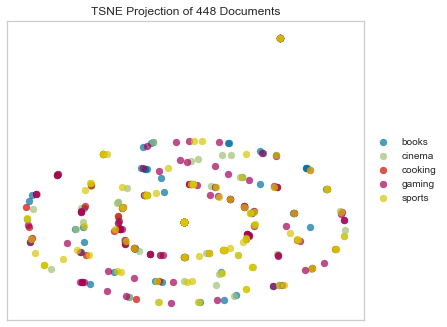 TSNE Projection of 448 Documents
books
cinema
cooking
gaming
sports